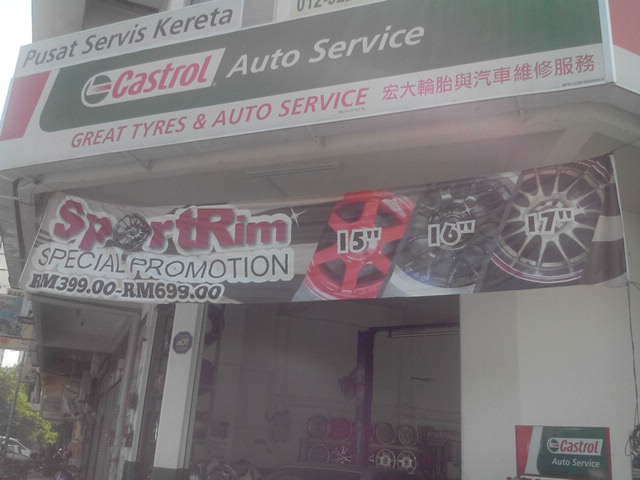 Pusat Servis Kereta
Castrol Auto Service
GREAT TYRES & AUTO SERVICE 宏大輪胎與汽車維修服務
SportRim
SPECIAL PROMOTION
RM399.00-RM699.00
15" 16" 17"
Castrol
Auto Service